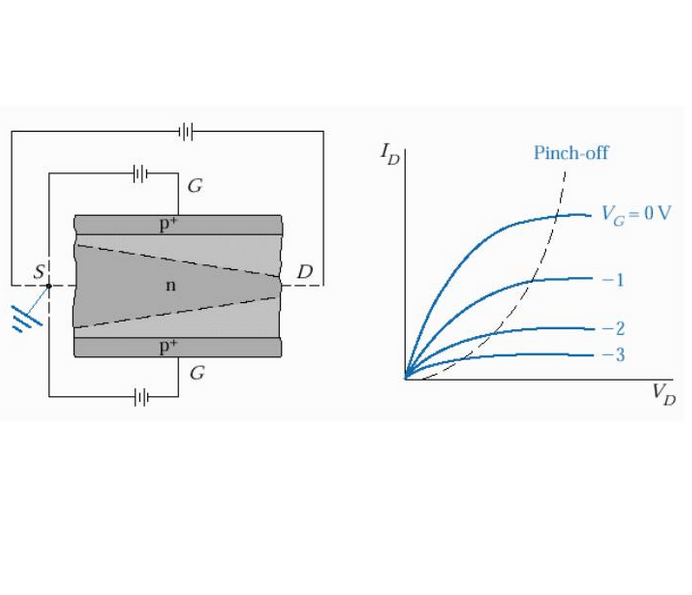 G
p⁺
S
n
D
p⁺
G
I_D
Pinch-off
V_G = 0 V
−1
−2
−3
V_D